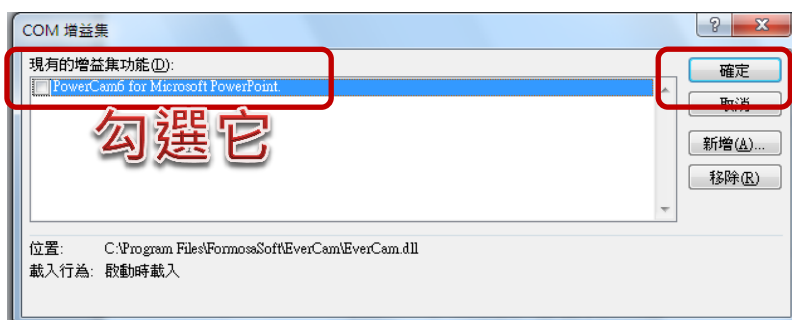 COM 增益集
現有的增益集功能(D):
PowerCam6 for Microsoft PowerPoint.
勾選它
確定
取消
新增(A)...
移除(R)
位置: C:\Program Files\FormosaSoft\EverCam\EverCam.dll
載入行為: 啟動時載入